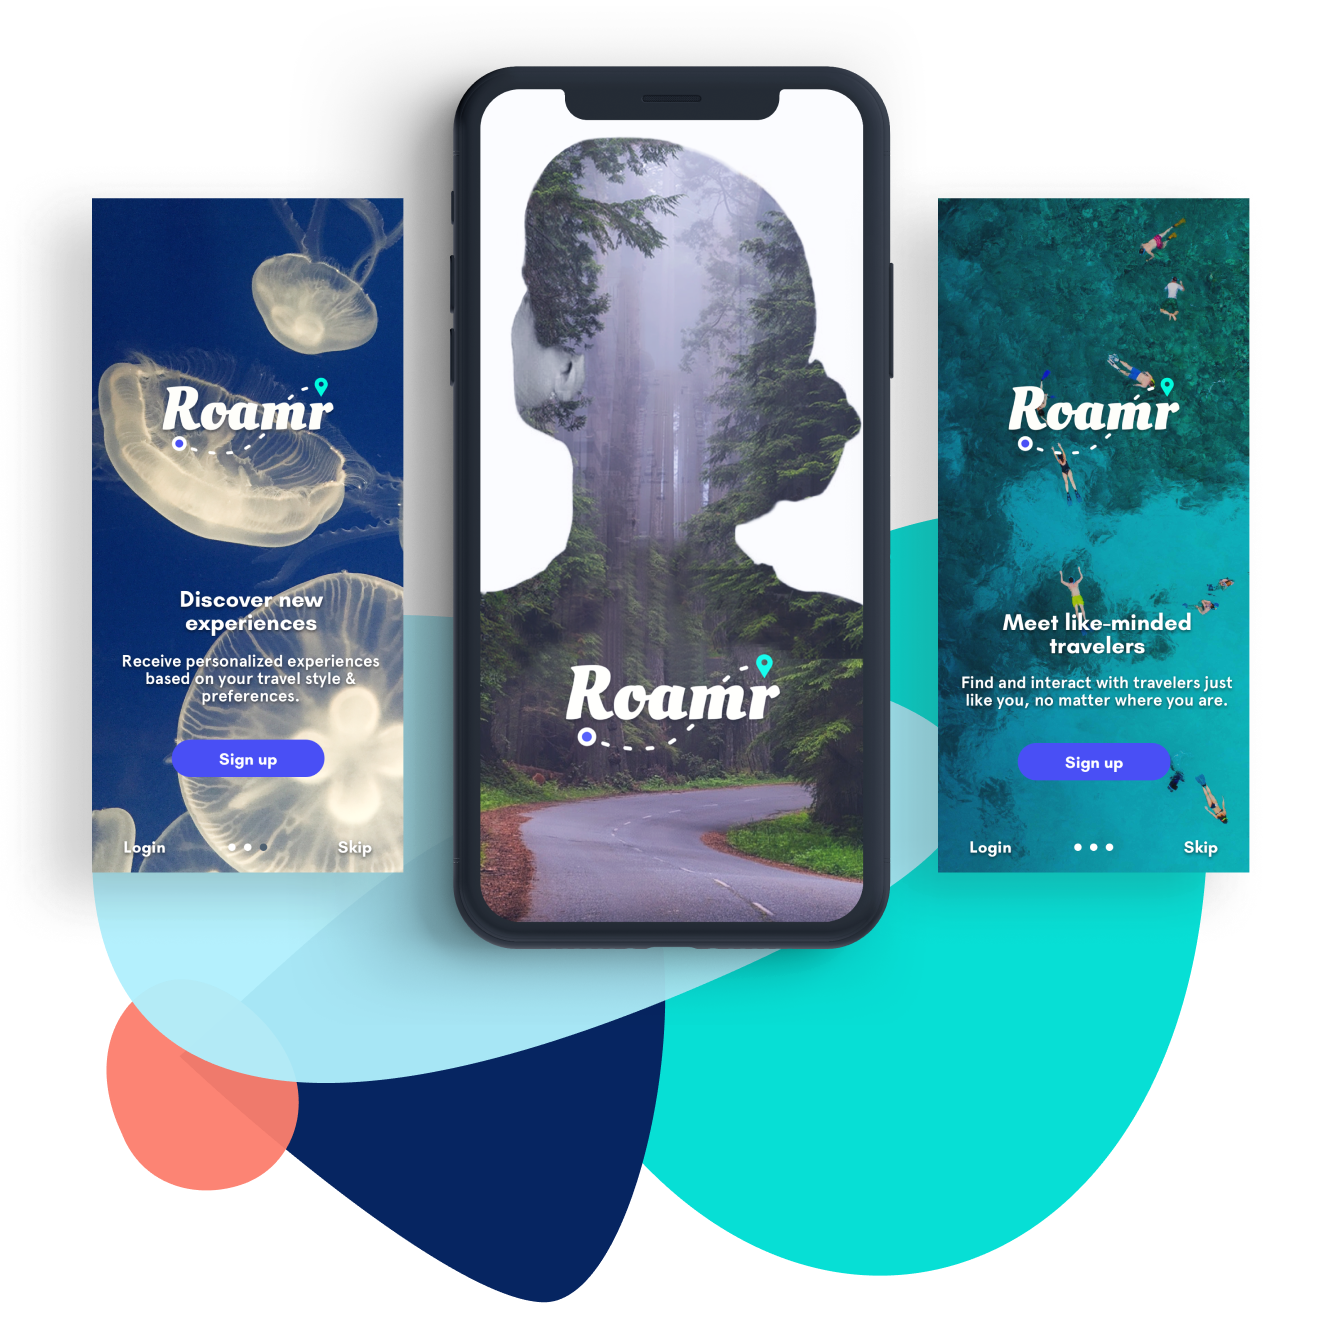 Roamr
Discover new
experiences
Receive personalized experiences
based on your travel style &
preferences.
Sign up
Login
Skip
Roamr
Roamr
Meet like-minded
travelers
Find and interact with travelers just
like you, no matter where you are.
Sign up
Login
Skip